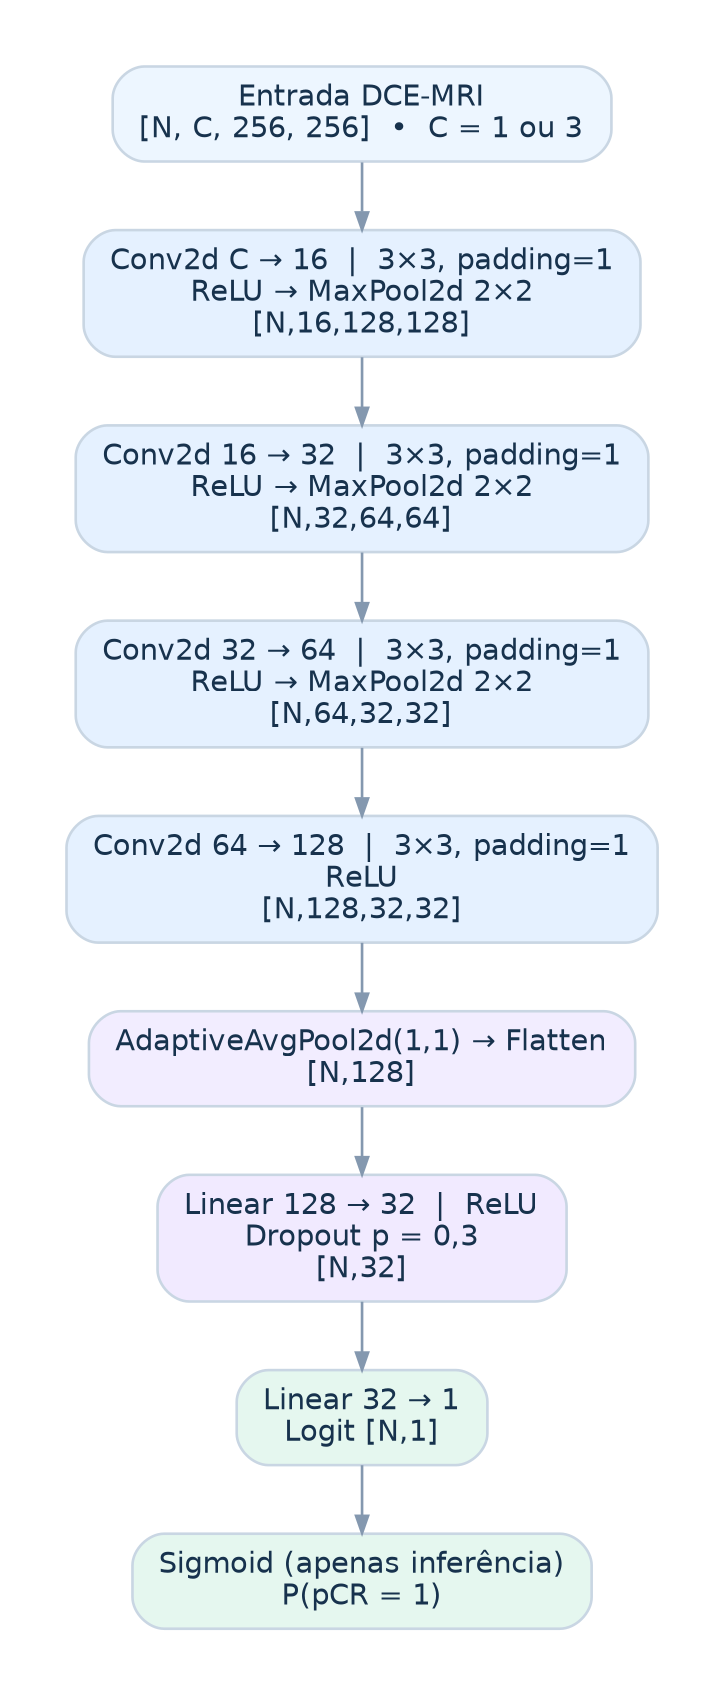 Entrada DCE-MRI
[N, C, 256, 256]  •  C = 1 ou 3
Conv2d C → 16  |  3×3, padding=1
ReLU → MaxPool2d 2×2
[N,16,128,128]
Conv2d 16 → 32  |  3×3, padding=1
ReLU → MaxPool2d 2×2
[N,32,64,64]
Conv2d 32 → 64  |  3×3, padding=1
ReLU → MaxPool2d 2×2
[N,64,32,32]
Conv2d 64 → 128  |  3×3, padding=1
ReLU
[N,128,32,32]
AdaptiveAvgPool2d(1,1) → Flatten
[N,128]
Linear 128 → 32  |  ReLU
Dropout p = 0,3
[N,32]
Linear 32 → 1
Logit [N,1]
Sigmoid (apenas inferência)
P(pCR = 1)